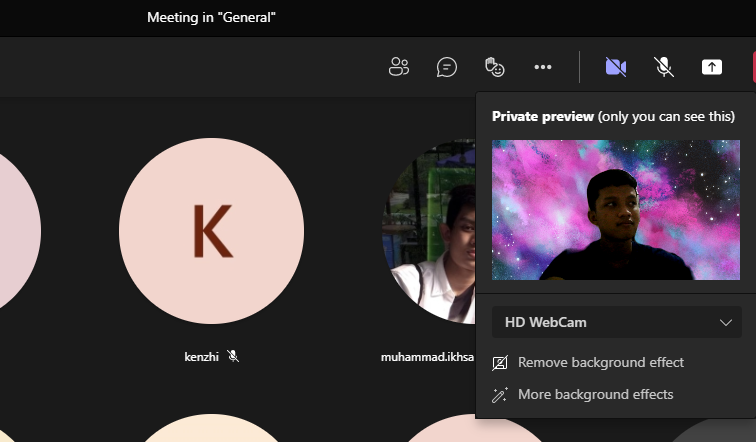 Meeting in "General"
Private preview (only you can see this)
K
HD WebCam
kenzhi
muhammad.ikhsa
Remove background effect
More background effects